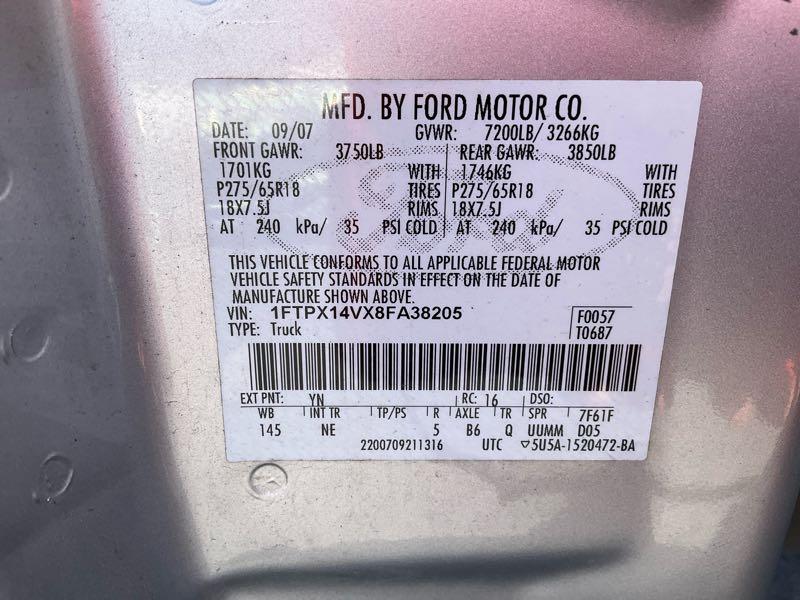 MFD. BY FORD MOTOR CO.
DATE: 09/07 GVWR: 7200LB/ 3266KG
FRONT GAWR: 3750LB REAR GAWR: 3850LB
1701KG WITH 1746KG WITH
P275/65R18 TIRES P275/65R18 TIRES
18X7.5J RIMS 18X7.5J RIMS
AT 240 kPa/ 35 PSI COLD AT 240 kPa/ 35 PSI COLD
THIS VEHICLE CONFORMS TO ALL APPLICABLE FEDERAL MOTOR
VEHICLE SAFETY STANDARDS IN EFFECT ON THE DATE OF
MANUFACTURE SHOWN ABOVE.
VIN: 1FTPX14VX8FA38205 F0057
TYPE: Truck T0687
EXT PNT: YN RC: 16 DSO:
WB INT TR TP/PS R AXLE TR SPR 7F61F
145 NE 5 B6 Q UUMM D05
2200709211316 UTC ▽5U5A-1520472-BA
Ford